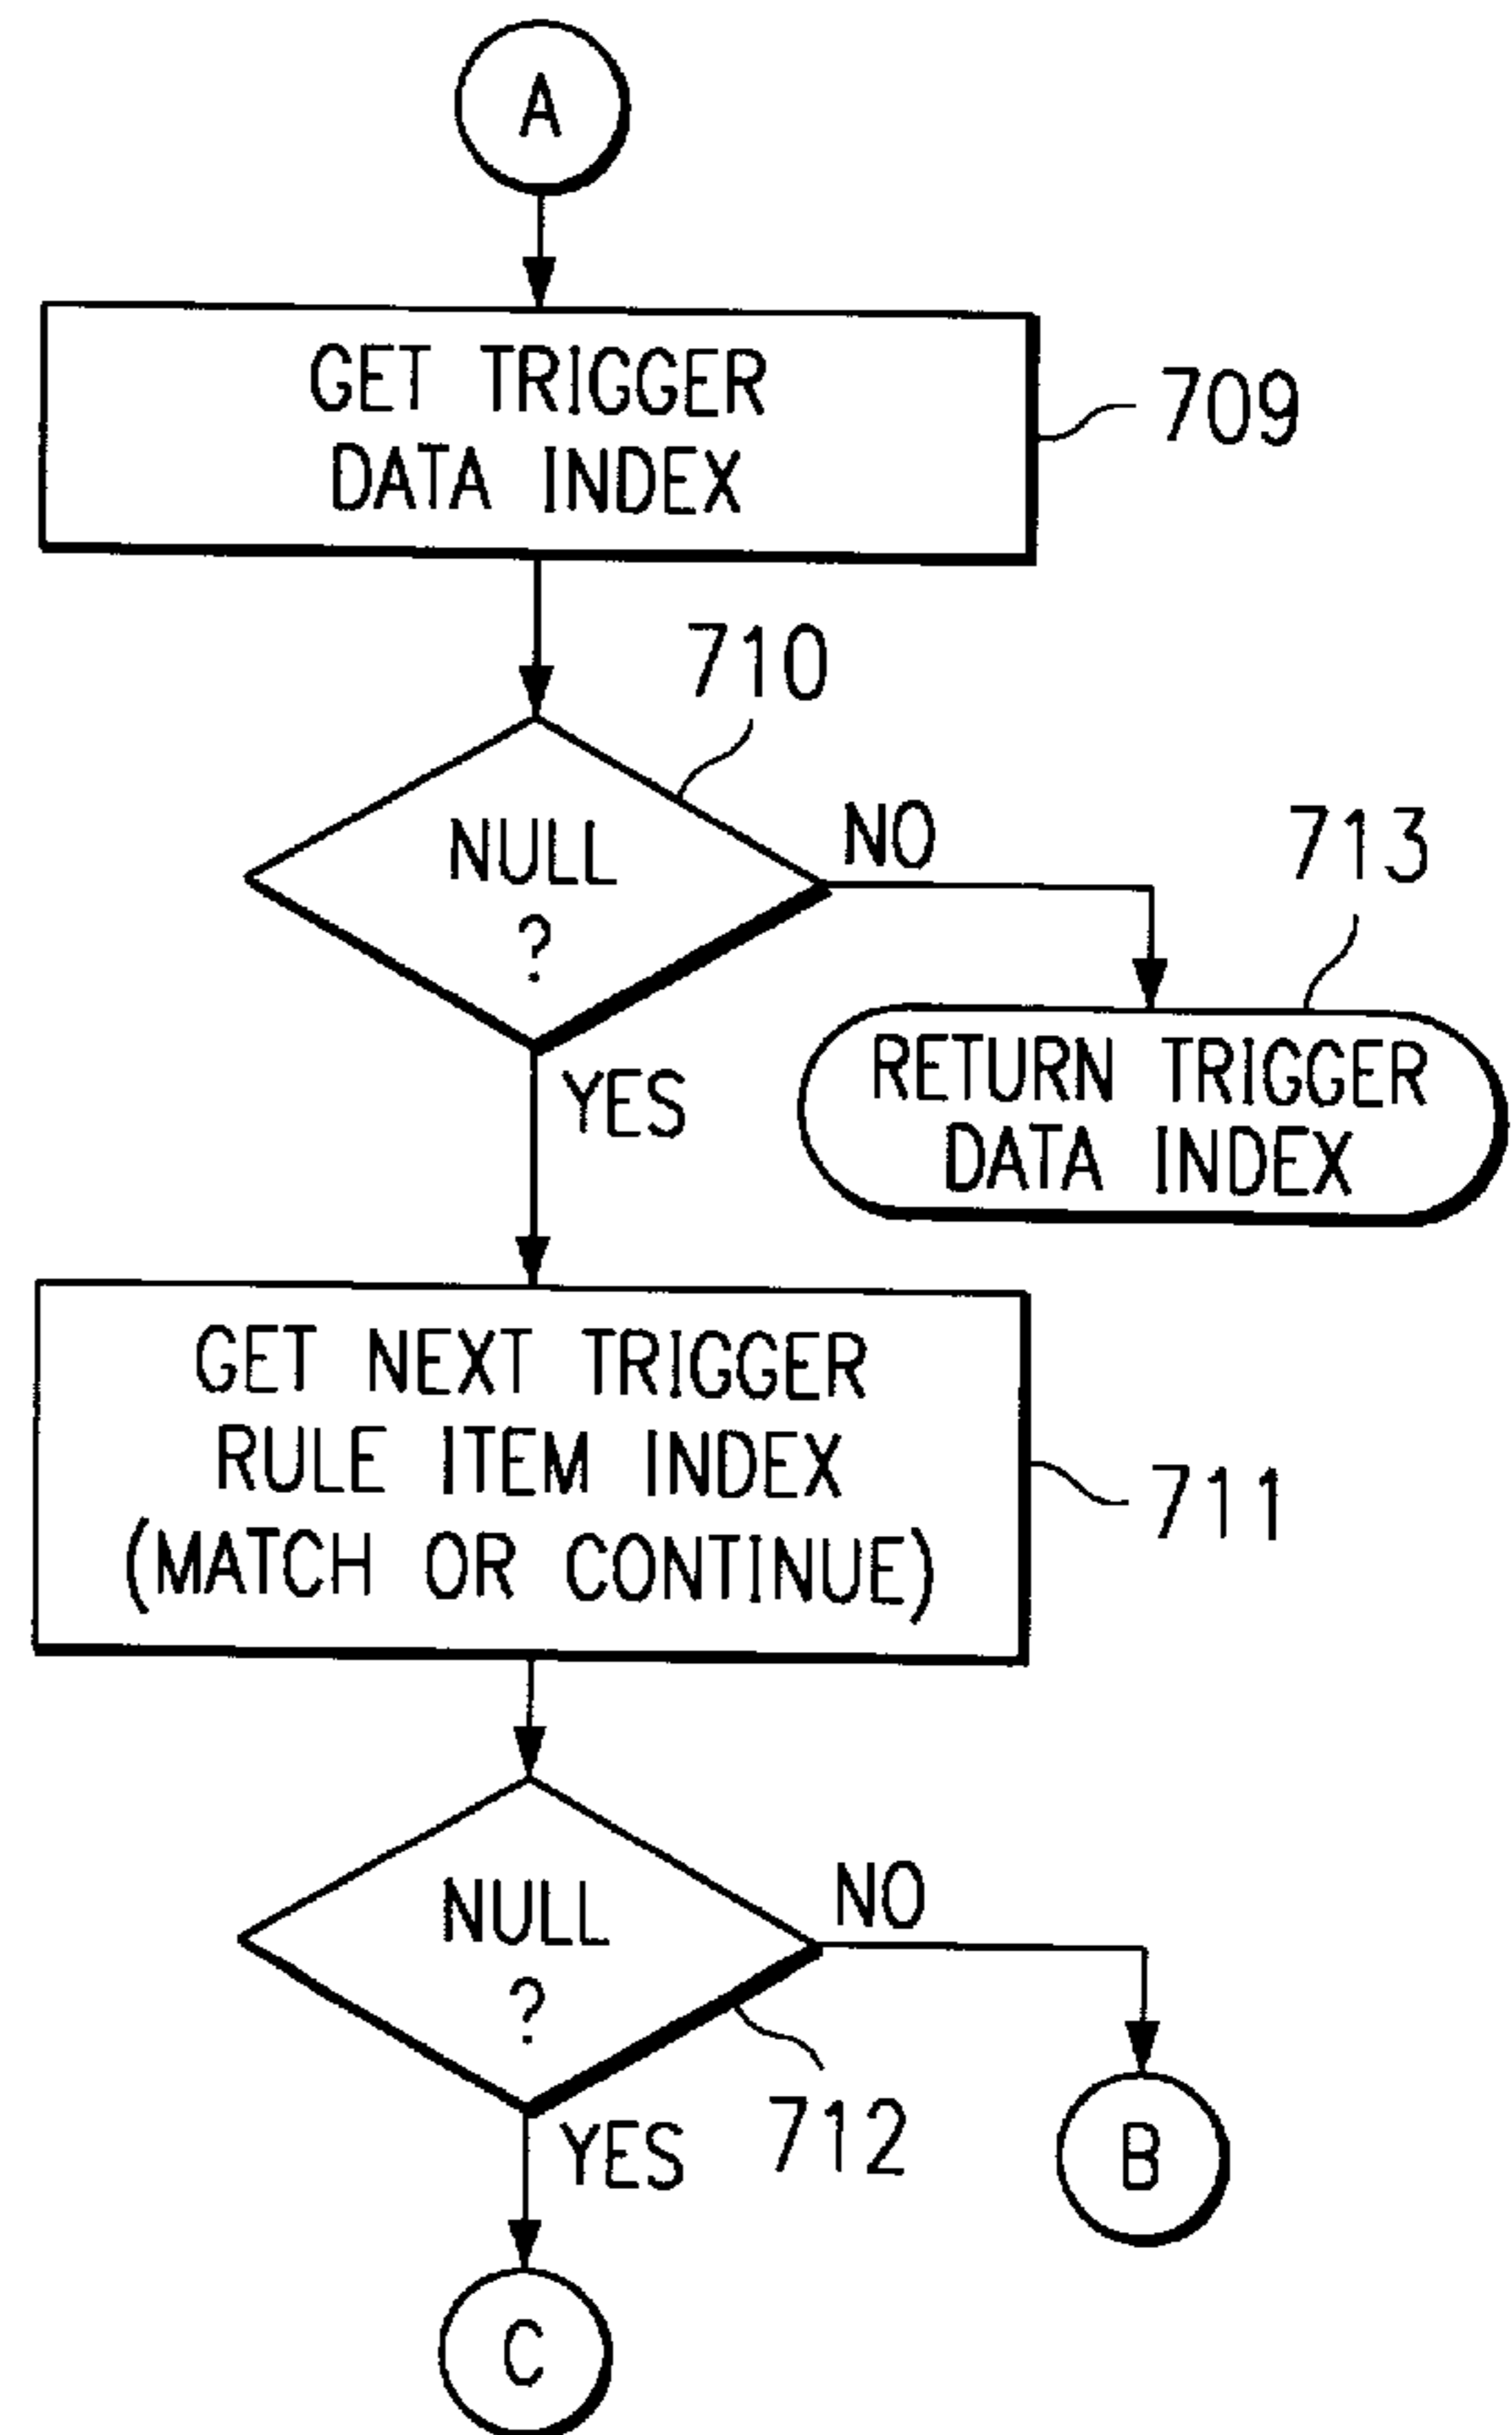 A
GET TRIGGER
DATA INDEX
709
710
NULL
?
NO
713
YES
RETURN TRIGGER
DATA INDEX
GET NEXT TRIGGER
RULE ITEM INDEX
(MATCH OR CONTINUE)
711
NULL
?
NO
712
YES
B
C